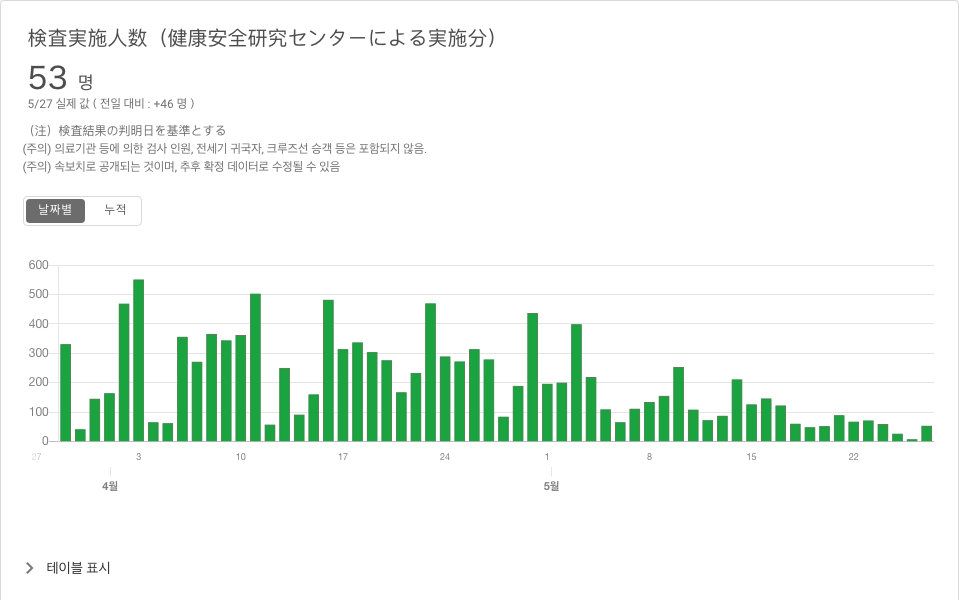 検査実施人数（健康安全研究センターによる実施分）
53 명
5/27 실제 값 ( 전일 대비 : +46 명 )
（注）検査結果の判明日を基準とする
(주의) 의료기관 등에 의한 검사 인원, 전세기 귀국자, 크루즈선 승객 등은 포함되지 않음.
(주의) 속보치로 공개되는 것이며, 추후 확정 데이터로 수정될 수 있음
날짜별 누적
600
500
400
300
200
100
0
27 3 10 17 24 1 8 15 22
4월 5월
테이블 표시